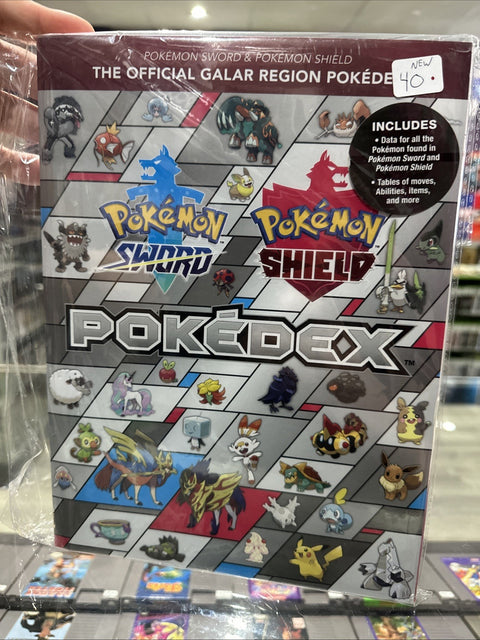 POKÉMON SWORD & POKÉMON SHIELD
THE OFFICIAL GALAR REGION POKÉDE
NEW
40.
INCLUDES
• Data for all the
Pokémon found in
Pokémon Sword and
Pokémon Shield
• Tables of moves,
Abilities, items,
and more
POKéMON
SWORD
POKéMON
SHIELD
POKÉDEX™